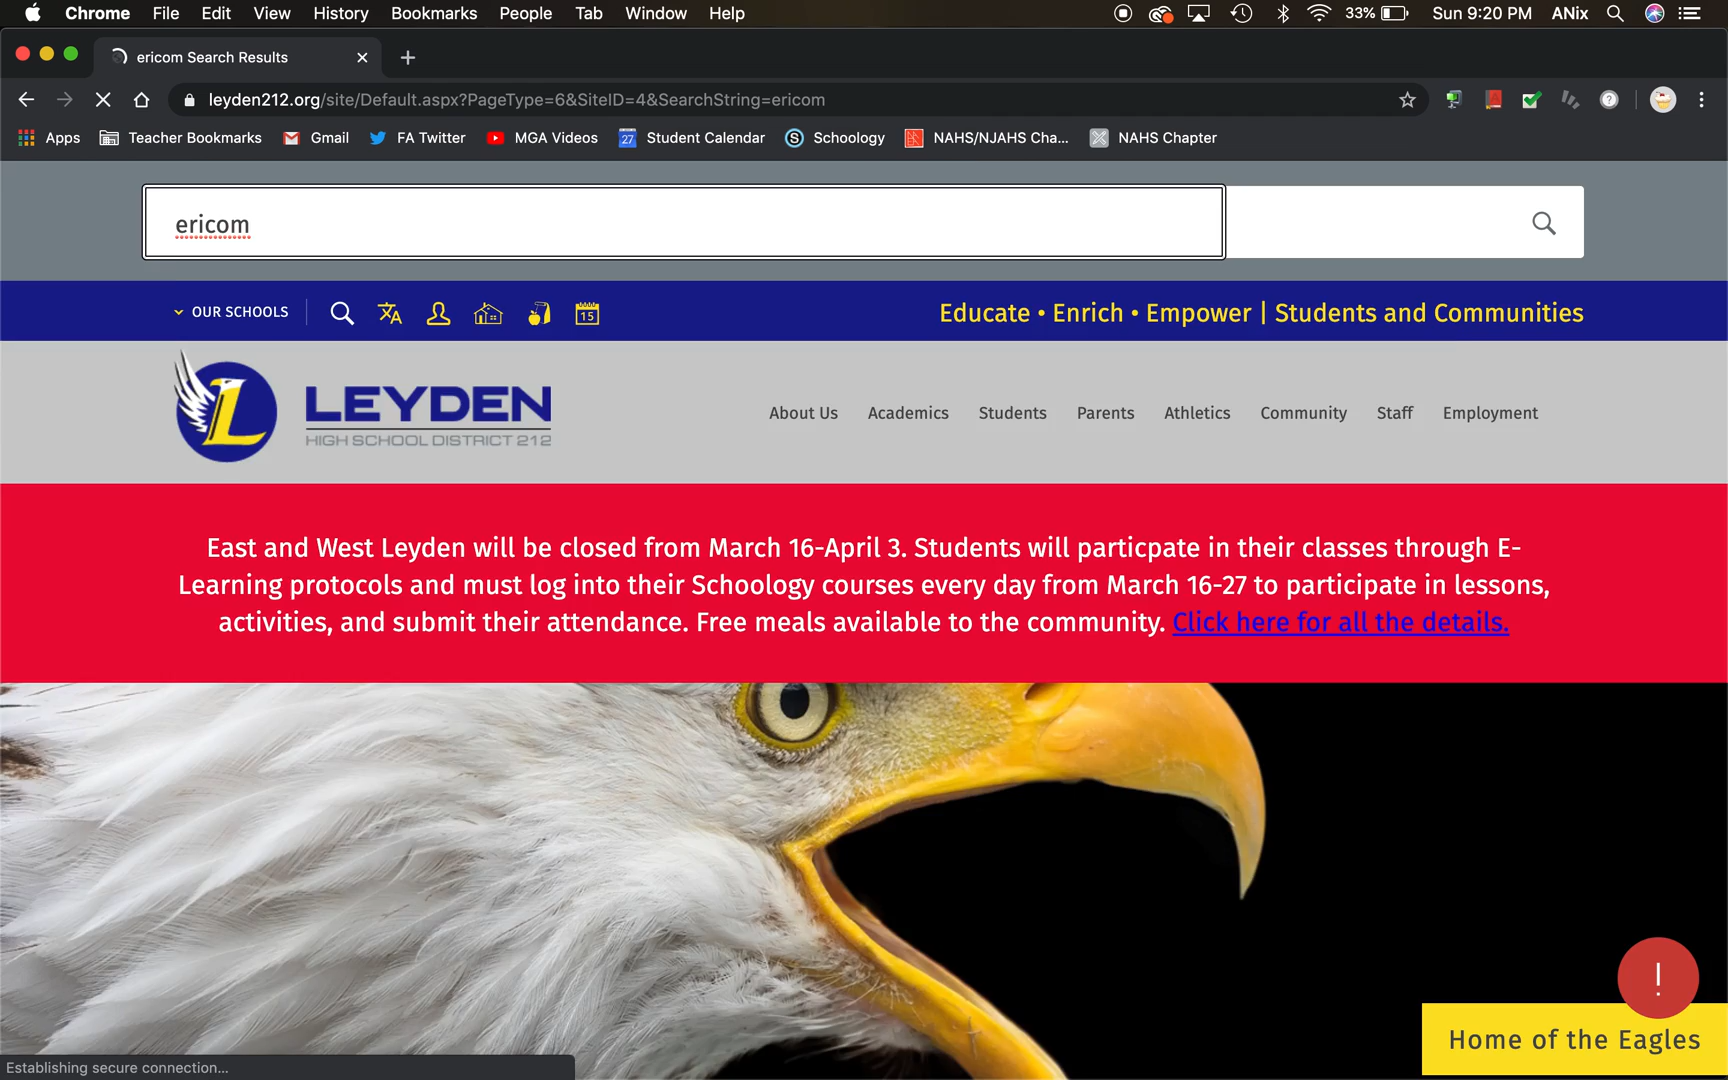 Chrome File Edit View History Bookmarks People Tab Window Help 33% Sun 9:20 PM ANix
ericom Search Results
leyden212.org/site/Default.aspx?PageType=6&SiteID=4&SearchString=ericom
Apps Teacher Bookmarks Gmail FA Twitter MGA Videos 27 Student Calendar S Schoology NAHS/NJAHS Cha... NAHS Chapter
ericom
OUR SCHOOLS 15 Educate • Enrich • Empower | Students and Communities
L LEYDEN
HIGH SCHOOL DISTRICT 212
About Us Academics Students Parents Athletics Community Staff Employment
East and West Leyden will be closed from March 16-April 3. Students will particpate in their classes through E-
Learning protocols and must log into their Schoology courses every day from March 16-27 to participate in lessons,
activities, and submit their attendance. Free meals available to the community. Click here for all the details.
!
Home of the Eagles
Establishing secure connection...